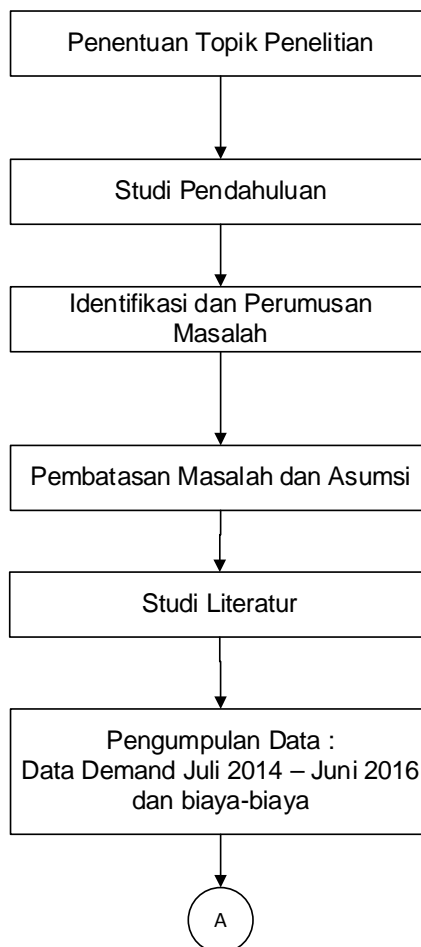 Penentuan Topik Penelitian
Studi Pendahuluan
Identifikasi dan Perumusan
Masalah
Pembatasan Masalah dan Asumsi
Studi Literatur
Pengumpulan Data :
Data Demand Juli 2014 – Juni 2016
dan biaya-biaya
A